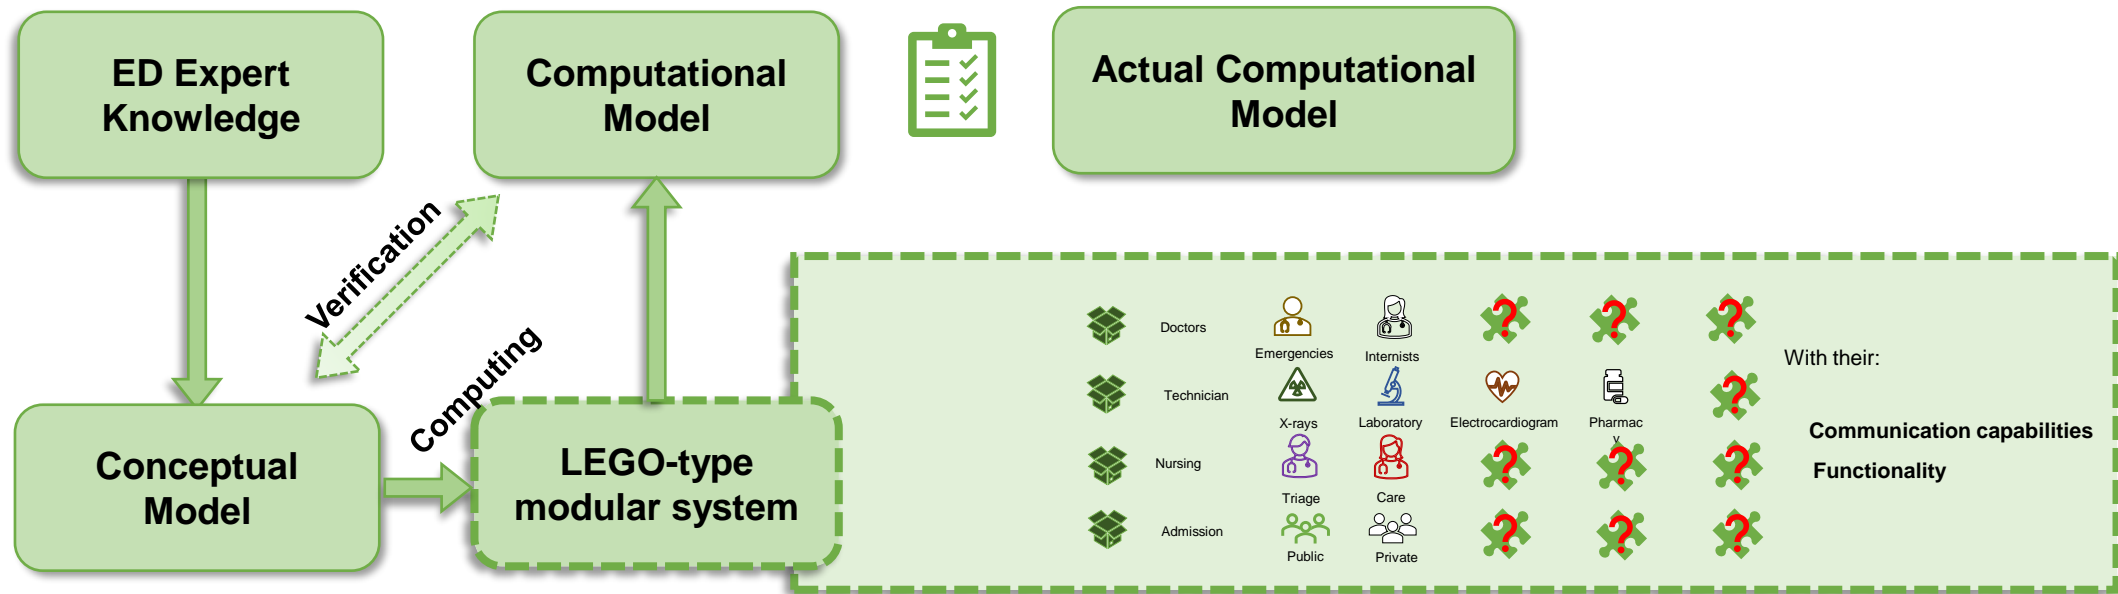 ED Expert
Knowledge
Computational
Model
Actual Computational
Model
Verification
Computing
Conceptual
Model
LEGO-type
modular system
Doctors
Emergencies
Internists
? ? ?
With their:
Technician
X-rays
Laboratory
Electrocardiogram
Pharmac
y
?
Communication capabilities
Functionality
Nursing
Triage
Care
? ? ?
Admission
Public
Private
? ? ?